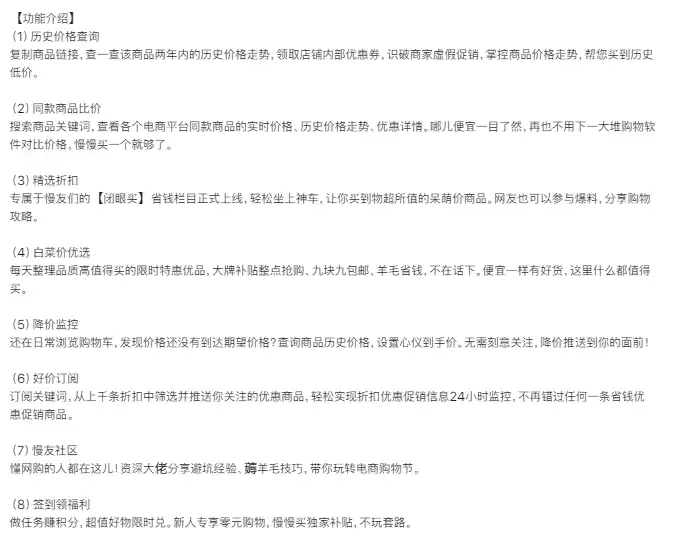 【功能介绍】
（1）历史价格查询
复制商品链接，查一查该商品两年内的历史价格走势，领取店铺内部优惠券，识破商家虚假促销，掌控商品价格走势，帮您买到历史
低价。
（2）同款商品比价
搜索商品关键词，查看各个电商平台同款商品的实时价格、历史价格走势、优惠详情。哪儿便宜一目了然，再也不用下一大堆购物软
件对比价格，慢慢买一个就够了。
（3）精选折扣
专属于慢友们的【闭眼买】省钱栏目正式上线，轻松坐上神车，让你买到物超所值的呆萌价商品。网友也可以参与爆料，分享购物
攻略。
（4）白菜价优选
每天整理品质高值得买的限时特惠优品，大牌补贴整点抢购、九块九包邮、羊毛省钱，不在话下。便宜一样有好货，这里什么都值得
买。
（5）降价监控
还在日常浏览购物车，发现价格还没有到达期望价格？查询商品历史价格，设置心仪到手价。无需刻意关注，降价推送到你的面前！
（6）好价订阅
订阅关键词，从上千条折扣中筛选并推送你关注的优惠商品，轻松实现折扣优惠促销信息24小时监控，不再错过任何一条省钱优
惠促销商品。
（7）慢友社区
懂网购的人都在这儿！资深大佬分享避坑经验、薅羊毛技巧，带你玩转电商购物节。
（8）签到领福利
做任务赚积分，超值好物限时兑。新人专享零元购物，慢慢买独家补贴，不玩套路。